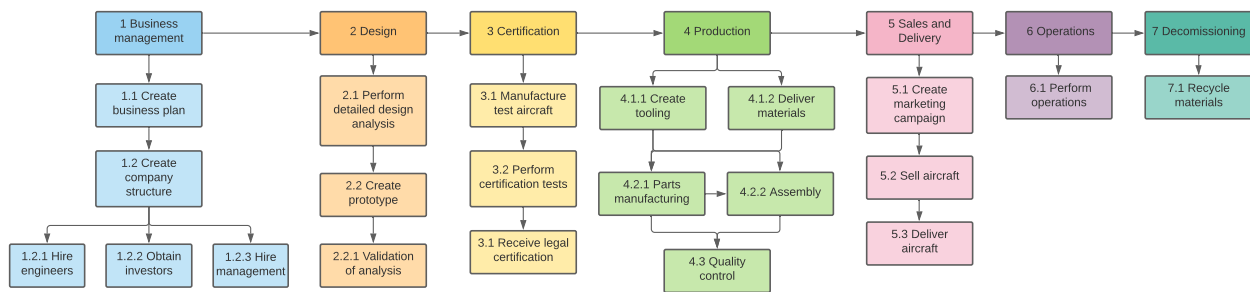 1 Business
management
2 Design
3 Certification
4 Production
5 Sales and
Delivery
6 Operations
7 Decomissioning
1.1 Create
business plan
1.2 Create
company
structure
1.2.1 Hire
engineers
1.2.2 Obtain
investors
1.2.3 Hire
management
2.1 Perform
detailed design
analysis
2.2 Create
prototype
2.2.1 Validation
of analysis
3.1 Manufacture
test aircraft
3.2 Perform
certification tests
3.1 Receive legal
certification
4.1.1 Create
tooling
4.1.2 Deliver
materials
4.2.1 Parts
manufacturing
4.2.2 Assembly
4.3 Quality
control
5.1 Create
marketing
campaign
5.2 Sell aircraft
5.3 Deliver
aircraft
6.1 Perform
operations
7.1 Recycle
materials